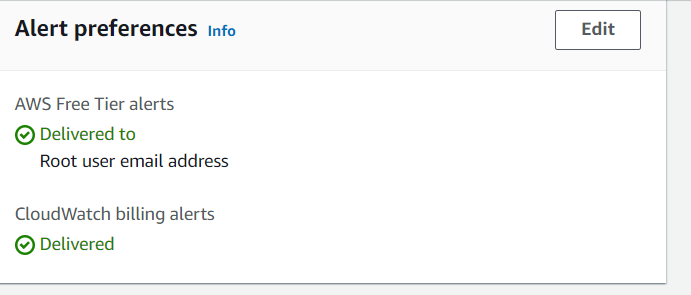 Alert preferences Info
Edit
AWS Free Tier alerts
Delivered to
Root user email address
CloudWatch billing alerts
Delivered